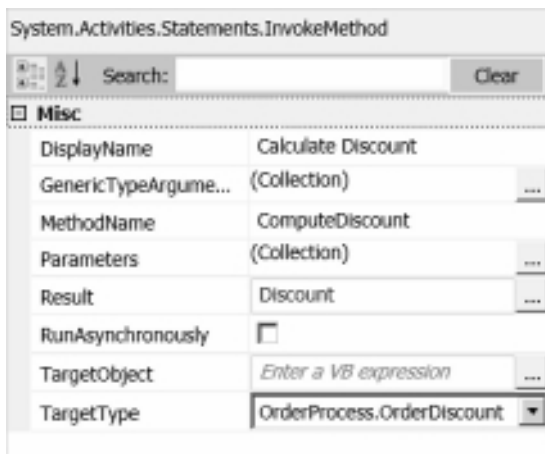 System.Activities.Statements.InvokeMethod
Search: Clear
Misc
DisplayName Calculate Discount
GenericTypeArgume... (Collection) ...
MethodName ComputeDiscount
Parameters (Collection) ...
Result Discount ...
RunAsynchronously
TargetObject Enter a VB expression ...
TargetType OrderProcess.OrderDiscount